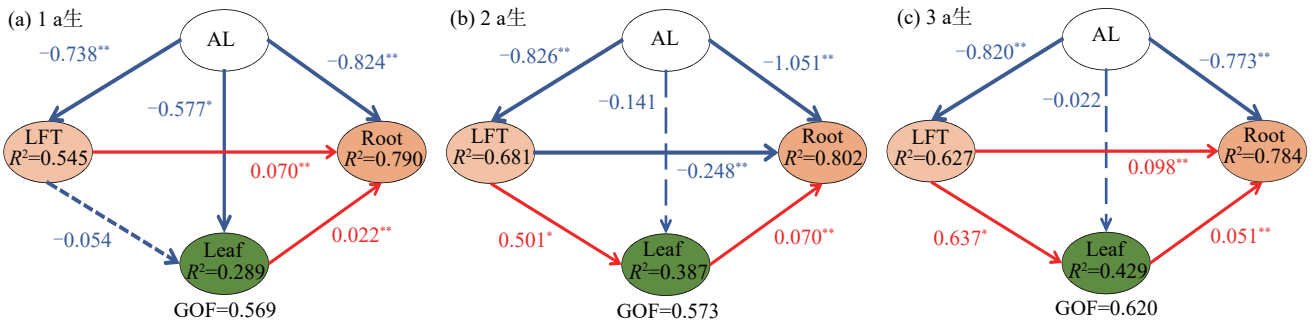 (a) 1 a生
AL
−0.738**
−0.824**
−0.577*
LFT
R²=0.545
Root
R²=0.790
0.070**
−0.054
0.022**
Leaf
R²=0.289
GOF=0.569
(b) 2 a生
AL
−0.826**
−1.051**
−0.141
LFT
R²=0.681
Root
R²=0.802
−0.248**
0.501*
0.070**
Leaf
R²=0.387
GOF=0.573
(c) 3 a生
AL
−0.820**
−0.773**
−0.022
LFT
R²=0.627
Root
R²=0.784
0.098**
0.637*
0.051**
Leaf
R²=0.429
GOF=0.620